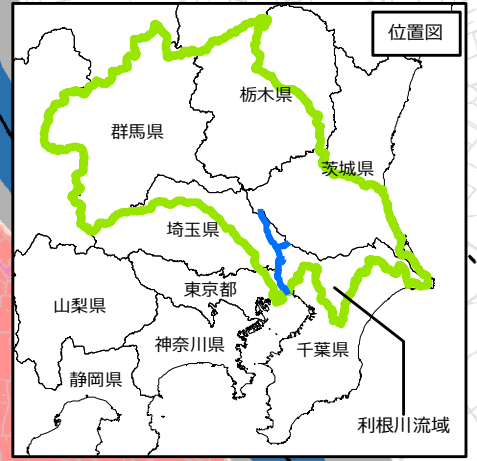 位置図
栃木県
群馬県
茨城県
埼玉県
東京都
山梨県
神奈川県
千葉県
静岡県
利根川流域